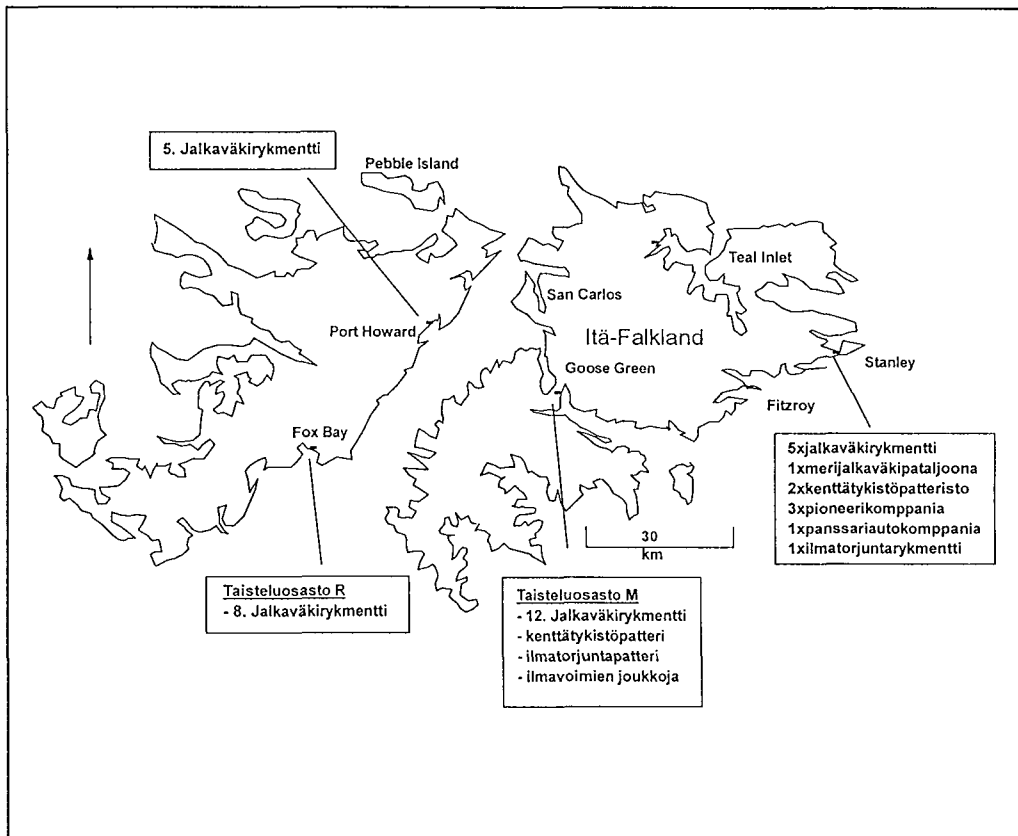 5. Jalkaväkirykmentti
Pebble Island
Teal Inlet
San Carlos
Port Howard
Itä-Falkland
Goose Green
Stanley
Fitzroy
Fox Bay
30
km
5xjalkaväkirykmentti
1xmerijalkaväkipataljoona
2xkenttätykistöpatteristo
3xpioneerikomppania
1xpanssariautokomppania
1xilmatorjuntarykmentti
Taisteluosasto R
- 8. Jalkaväkirykmentti
Taisteluosasto M
- 12. Jalkaväkirykmentti
- kenttätykistöpatteri
- ilmatorjuntapatteri
- ilmavoimien joukkoja